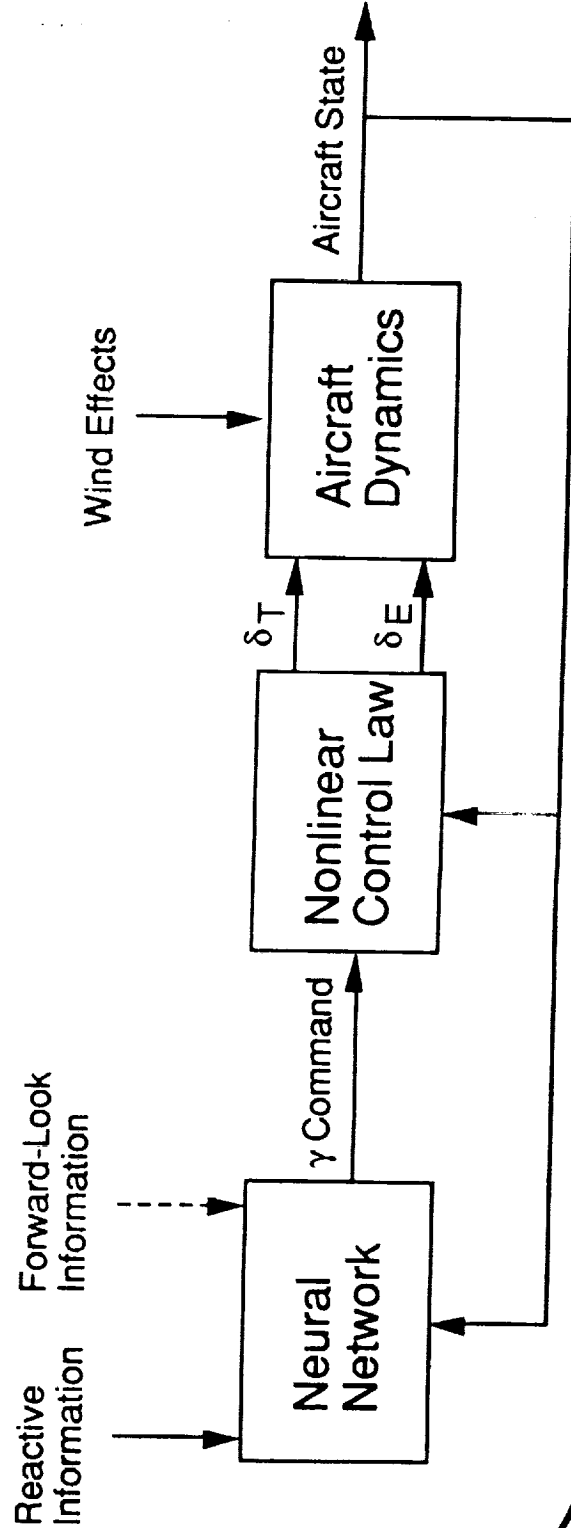 Reactive
Information
Forward-Look
Information
Neural
Network
γ Command
Nonlinear
Control Law
δT
δE
Wind Effects
Aircraft
Dynamics
Aircraft State